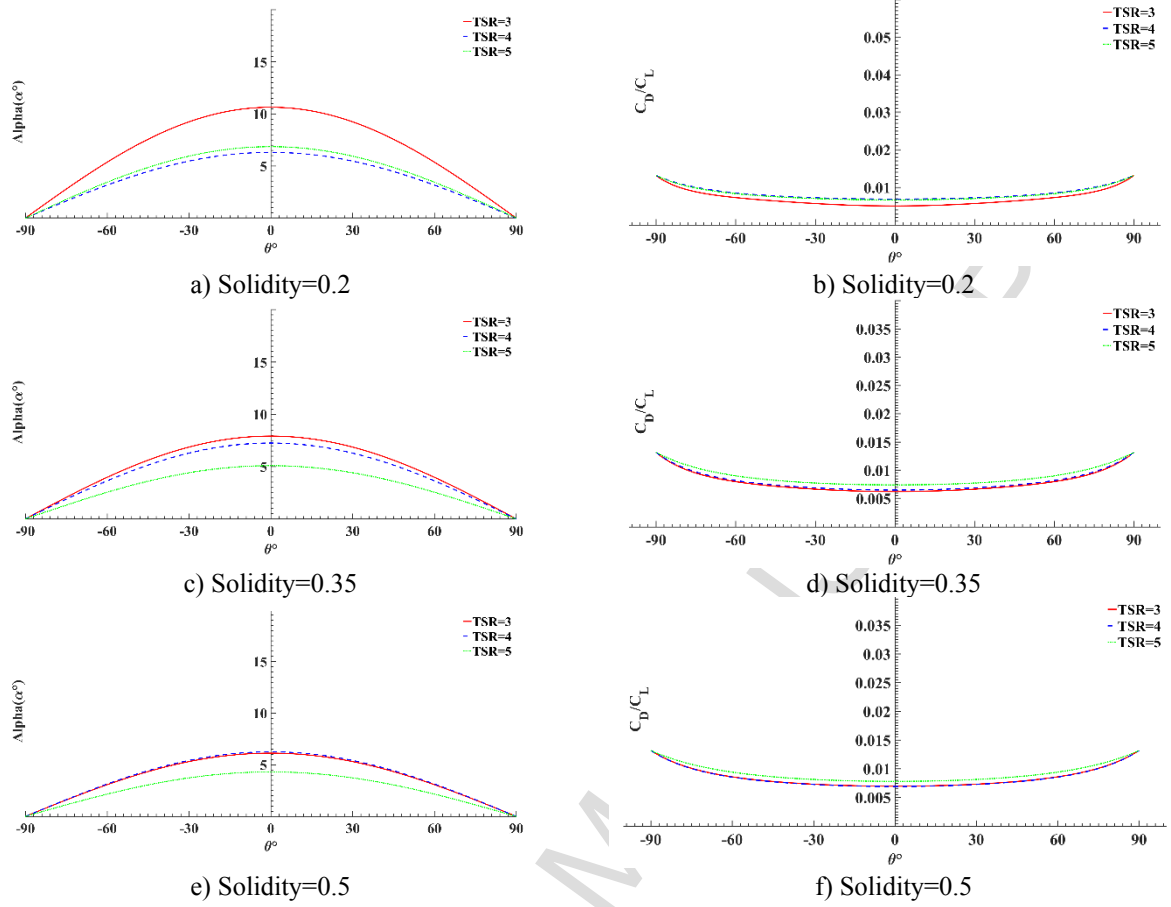 TSR=3
TSR=4
TSR=5
15
10
5
Alpha(α°)
-90 -60 -30 0 30 60 90
θ°
a) Solidity=0.2
TSR=3
TSR=4
TSR=5
0.05
0.04
0.03
0.02
0.01
C_D/C_L
-90 -60 -30 0 30 60 90
θ°
b) Solidity=0.2
TSR=3
TSR=4
TSR=5
15
10
5
Alpha(α°)
-90 -60 -30 0 30 60 90
θ°
c) Solidity=0.35
TSR=3
TSR=4
TSR=5
0.035
0.03
0.025
0.02
0.015
0.01
0.005
C_D/C_L
-90 -60 -30 0 30 60 90
θ°
d) Solidity=0.35
TSR=3
TSR=4
TSR=5
15
10
5
Alpha(α°)
-90 -60 -30 0 30 60 90
θ°
e) Solidity=0.5
TSR=3
TSR=4
TSR=5
0.035
0.03
0.025
0.02
0.015
0.01
0.005
C_D/C_L
-90 -60 -30 0 30 60 90
θ°
f) Solidity=0.5